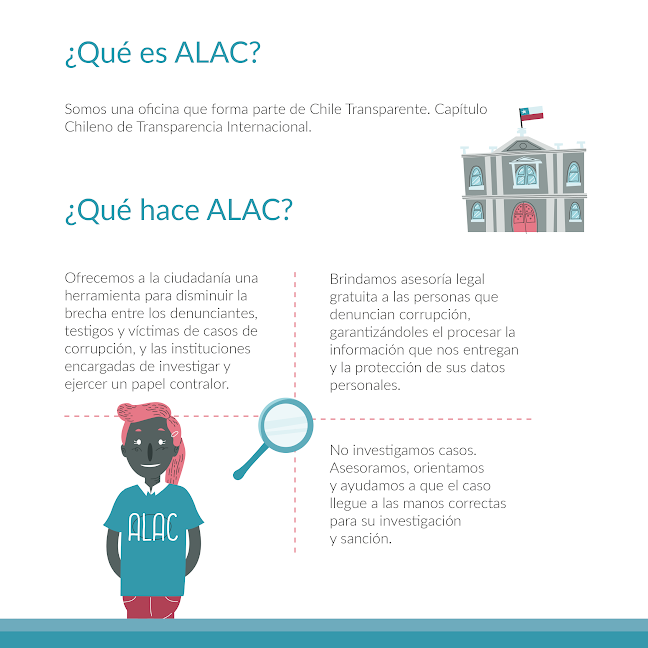 ¿Qué es ALAC?
Somos una oficina que forma parte de Chile Transparente. Capítulo
Chileno de Transparencia Internacional.
¿Qué hace ALAC?
Ofrecemos a la ciudadanía una
herramienta para disminuir la
brecha entre los denunciantes,
testigos y víctimas de casos de
corrupción, y las instituciones
encargadas de investigar y
ejercer un papel contralor.
Brindamos asesoría legal
gratuita a las personas que
denuncian corrupción,
garantizándoles el procesar la
información que nos entregan
y la protección de sus datos
personales.
No investigamos casos.
Asesoramos, orientamos
y ayudamos a que el caso
llegue a las manos correctas
para su investigación
y sanción.
ALAC